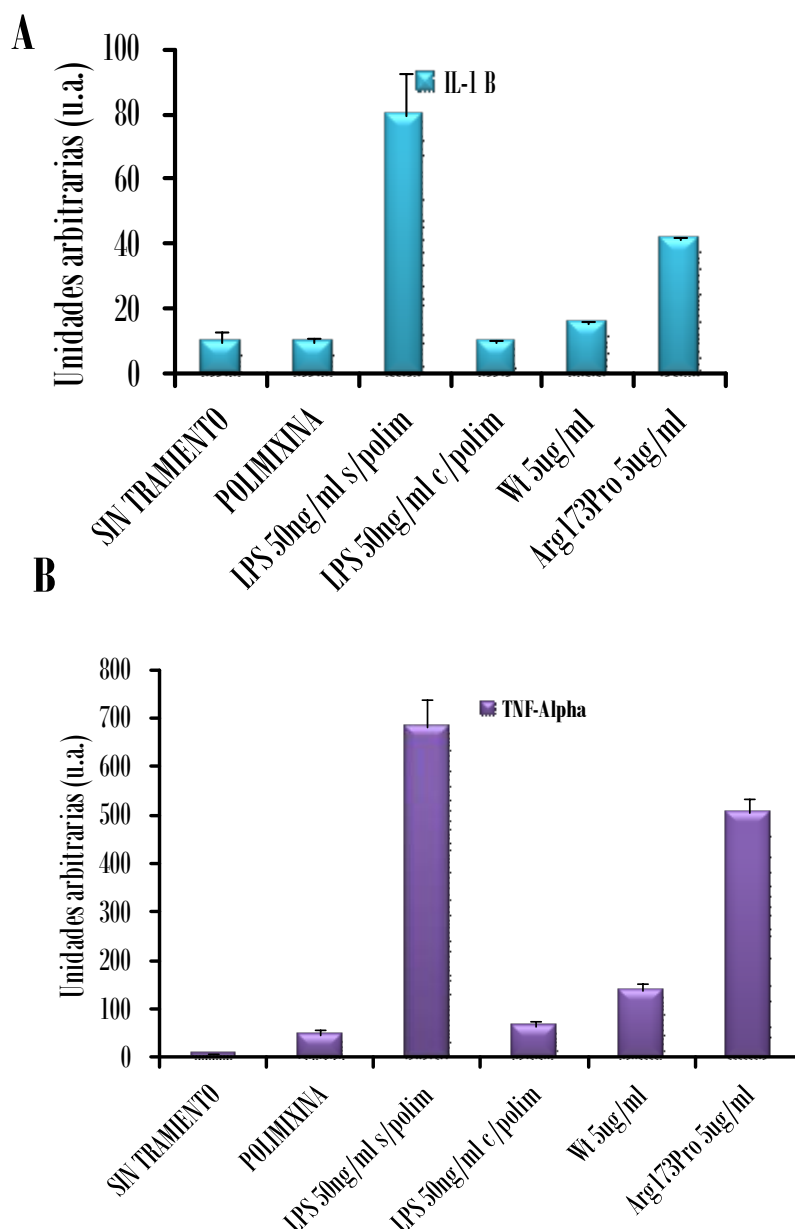 A
Unidades arbitrarias (u.a.)
100
80
60
40
20
0
IL-1 B
SIN TRAMIENTO
POLIMIXINA
LPS 50ng/ml s/polim
LPS 50ng/ml c/polim
Wt 5ug/ml
Arg173Pro 5ug/ml
B
Unidades arbitrarias (u.a.)
800
700
600
500
400
300
200
100
0
TNF-Alpha
SIN TRAMIENTO
POLIMIXINA
LPS 50ng/ml s/polim
LPS 50ng/ml c/polim
Wt 5ug/ml
Arg173Pro 5ug/ml